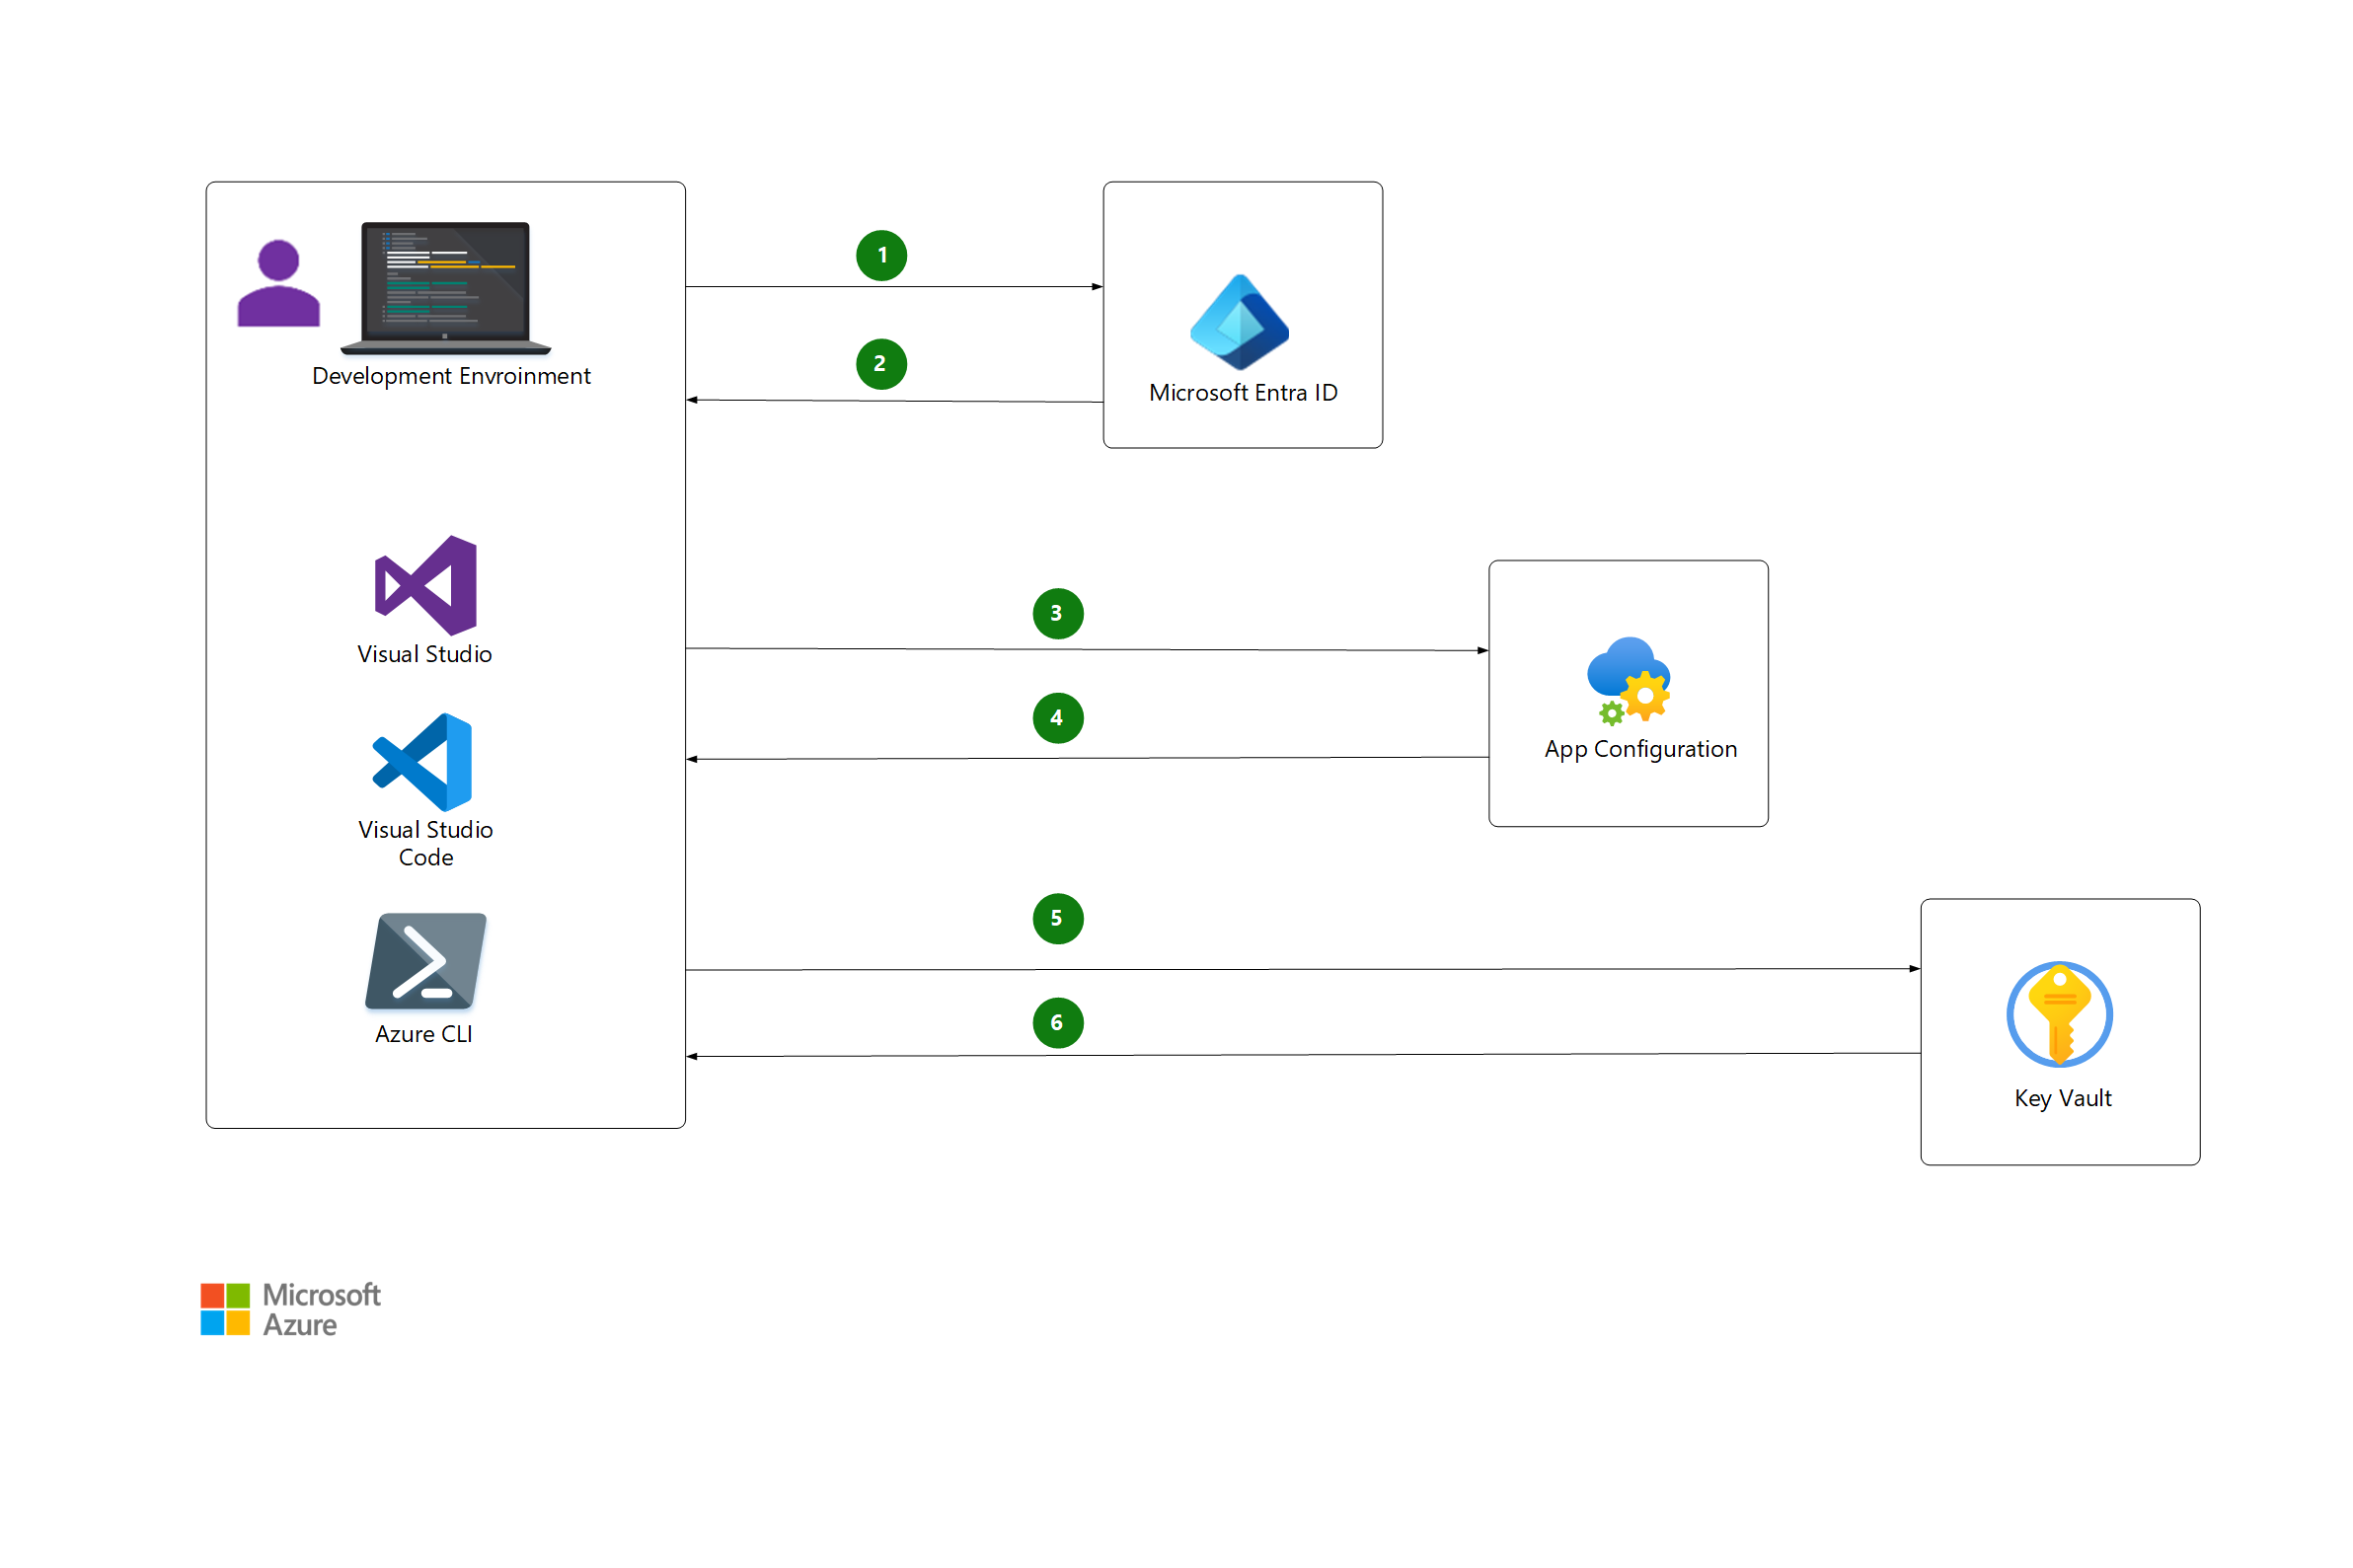 1
2
Development Envroinment
Microsoft Entra ID
3
Visual Studio
4
App Configuration
Visual Studio
Code
5
6
Azure CLI
Key Vault
Microsoft
Azure